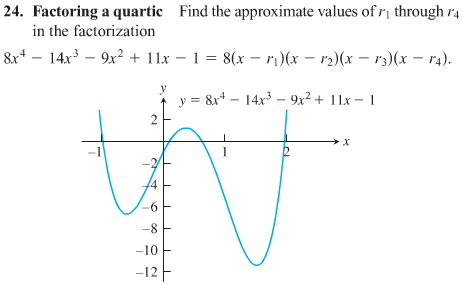 24. Factoring a quartic Find the approximate values of r₁ through r₄
in the factorization
8x⁴ − 14x³ − 9x² + 11x − 1 = 8(x − r₁)(x − r₂)(x − r₃)(x − r₄).
y
y = 8x⁴ − 14x³ − 9x² + 11x − 1
2
x
−1 1 2
−2
−4
−6
−8
−10
−12